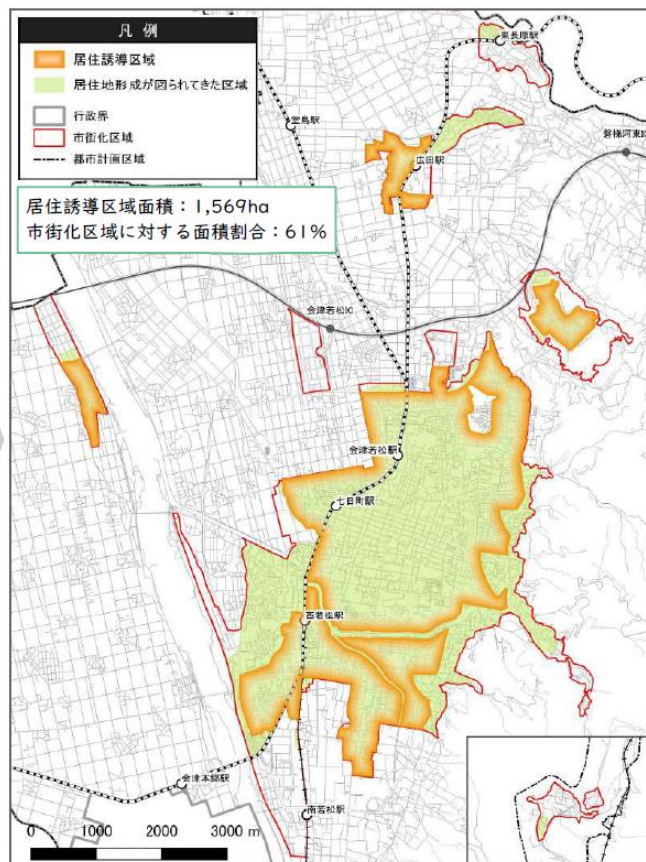 凡 例
居住誘導区域
居住地形成が図られてきた区域
行政界
市街化区域
都市計画区域
居住誘導区域面積：1,569ha
市街化区域に対する面積割合：61%
東長原駅
堂島駅
磐梯河東IC
広田駅
会津若松IC
会津若松駅
七日町駅
西若松駅
会津本郷駅
南若松駅
0 1000 2000 3000 m